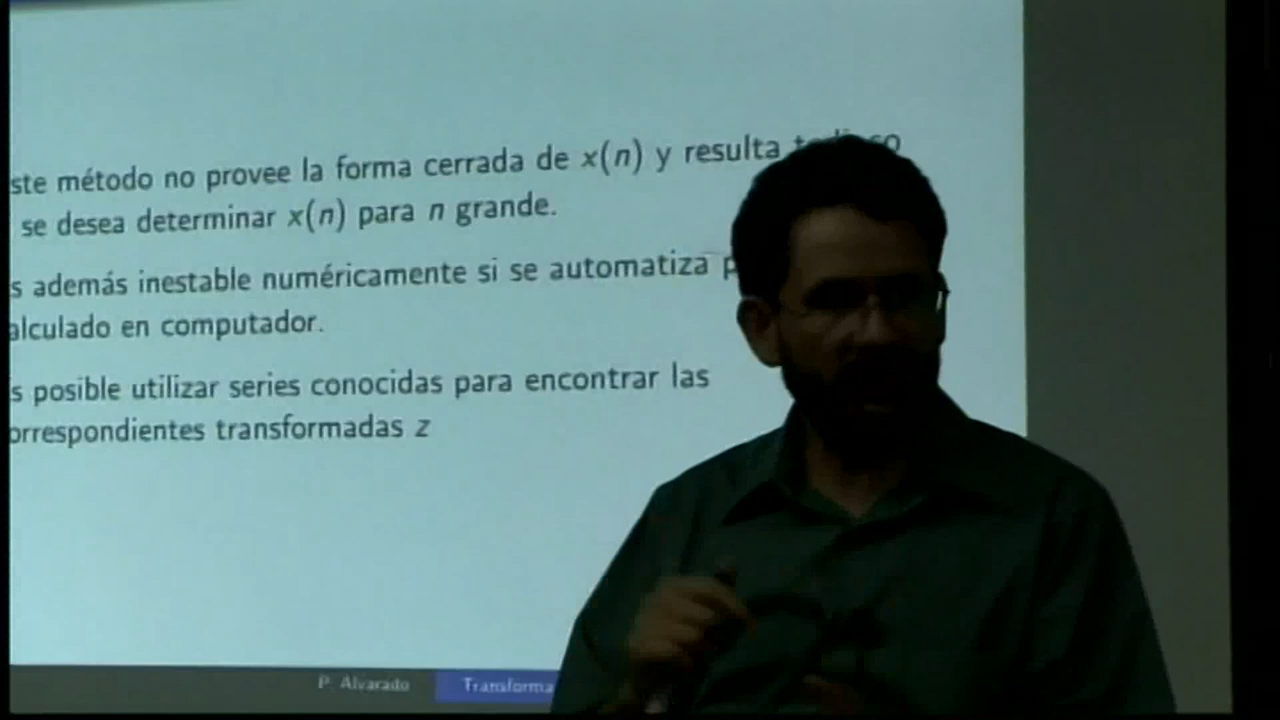 ste método no provee la forma cerrada de x(n) y resulta
se desea determinar x(n) para n grande.
s además inestable numéricamente si se automatiza p
alculado en computador.
s posible utilizar series conocidas para encontrar las
orrespondientes transformadas z
P. Alvarado Transforma